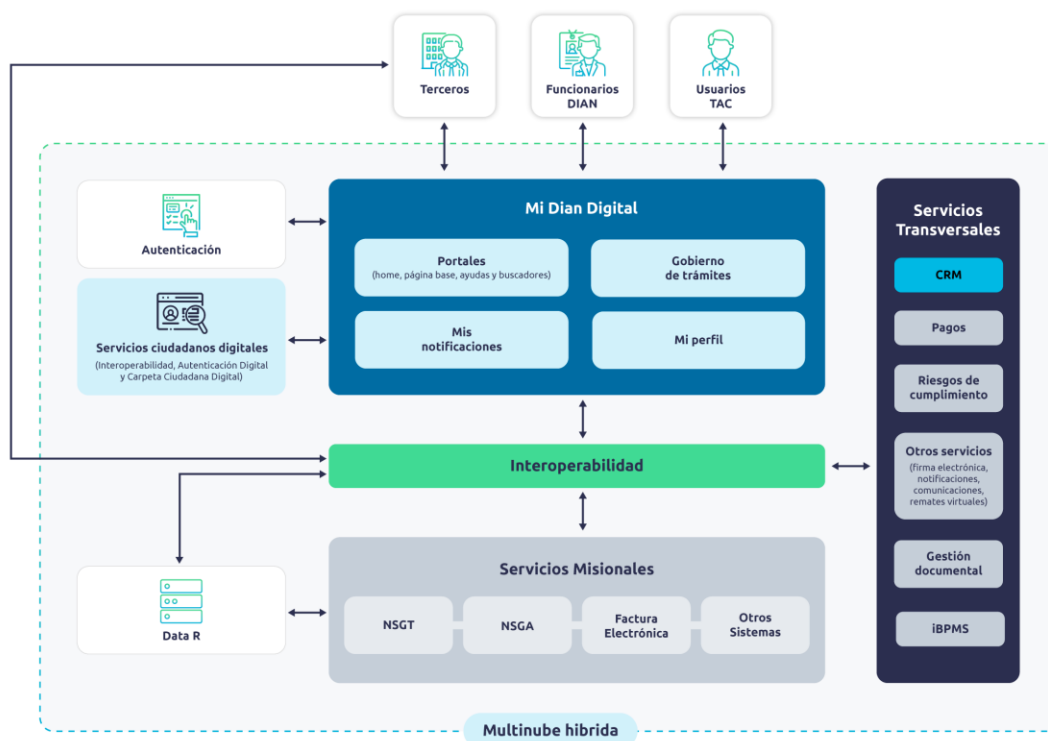 Terceros
Funcionarios
DIAN
Usuarios
TAC
Autenticación
Servicios ciudadanos digitales
(Interoperabilidad, Autenticación Digital
y Carpeta Ciudadana Digital)
Mi Dian Digital
Portales
(home, página base, ayudas y buscadores)
Gobierno
de trámites
Mis
notificaciones
Mi perfil
Interoperabilidad
Data R
Servicios Misionales
NSGT
NSGA
Factura
Electrónica
Otros
Sistemas
Servicios
Transversales
CRM
Pagos
Riesgos de
cumplimiento
Otros servicios
(firma electrónica,
notificaciones,
comunicaciones,
remates virtuales)
Gestión
documental
iBPMS
Multinube hibrida